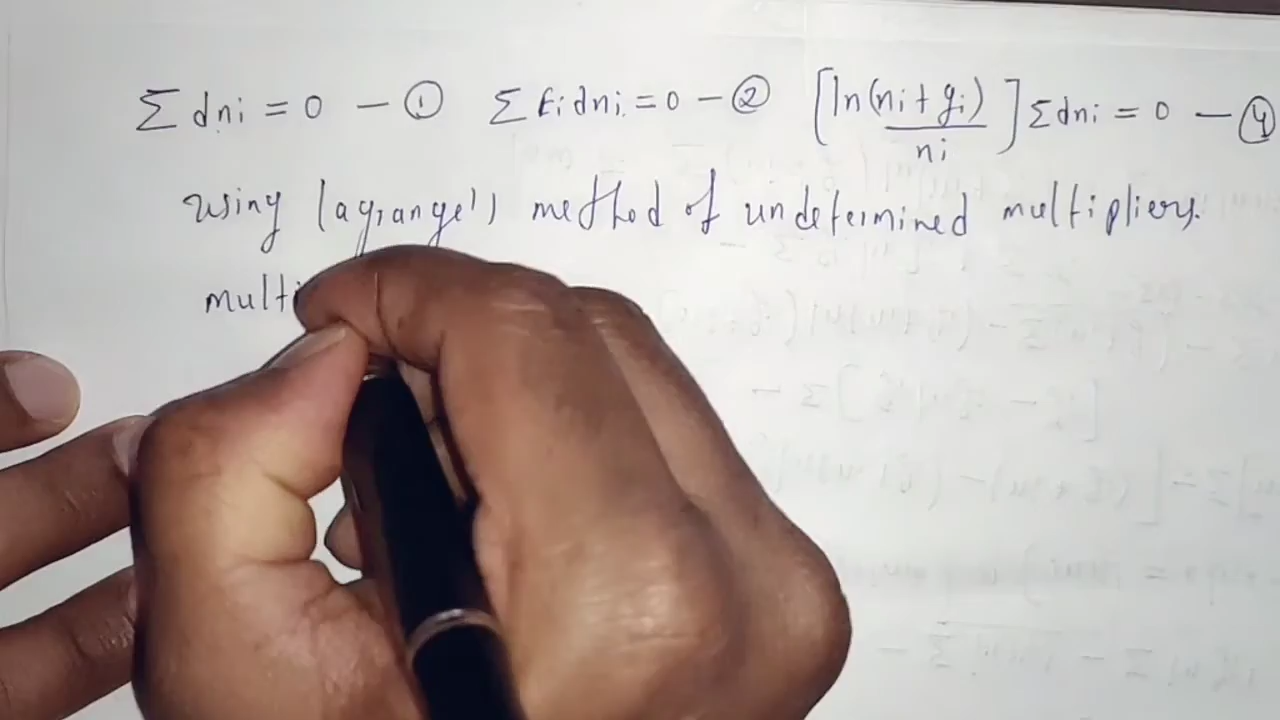 Σ dni = 0 — ① Σ Eidni = 0 — ② [ln(ni + gi)/ni] Σ dni = 0 — ④
using lagrange's method of undetermined multipliers.
multi